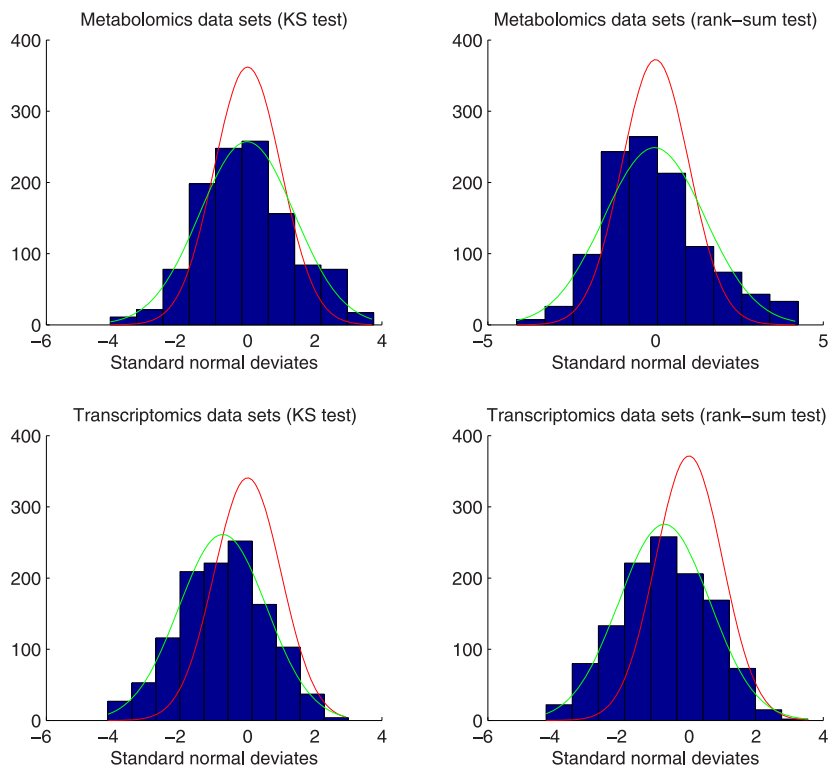 Metabolomics data sets (KS test)
400
300
200
100
0
−6 −4 −2 0 2 4
Standard normal deviates
Metabolomics data sets (rank−sum test)
400
300
200
100
0
−5 0 5
Standard normal deviates
Transcriptomics data sets (KS test)
400
300
200
100
0
−6 −4 −2 0 2 4
Standard normal deviates
Transcriptomics data sets (rank−sum test)
400
300
200
100
0
−6 −4 −2 0 2 4
Standard normal deviates